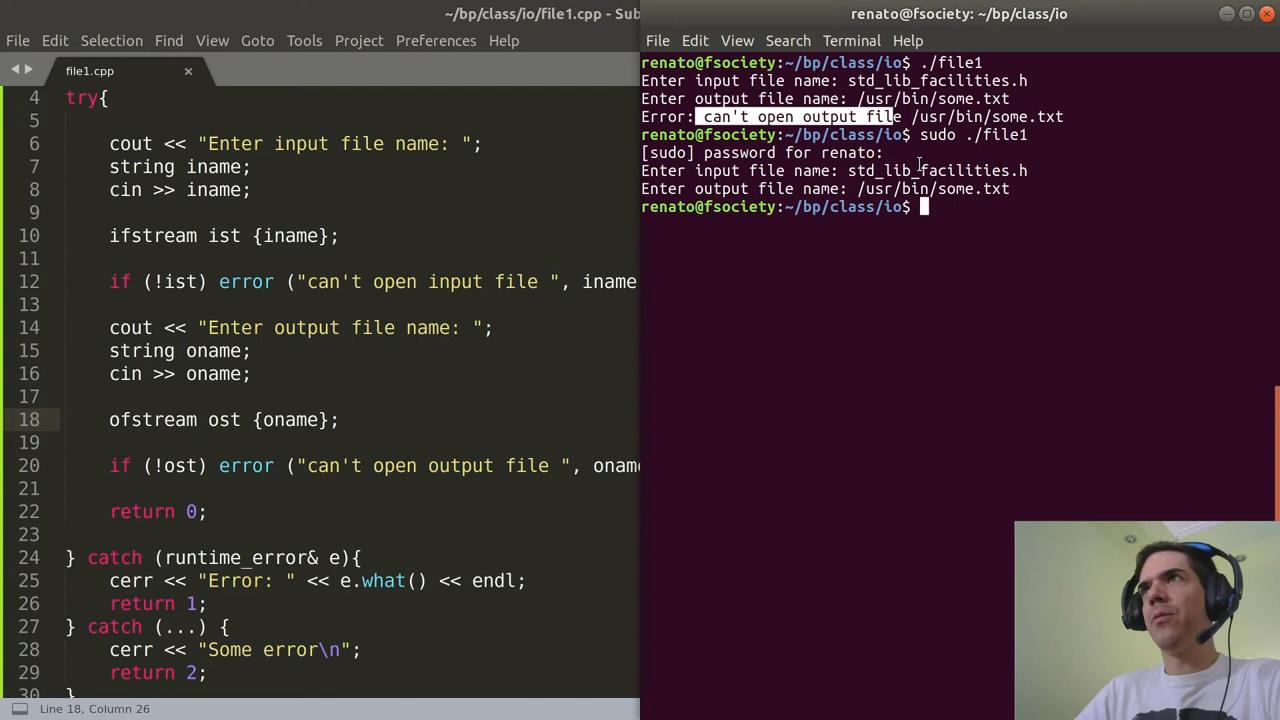 ~/bp/class/io/file1.cpp - Sub
File Edit Selection Find View Goto Tools Project Preferences Help
file1.cpp ×
4 try{
5
6 cout << "Enter input file name: ";
7 string iname;
8 cin >> iname;
9
10 ifstream ist {iname};
11
12 if (!ist) error ("can't open input file ", iname
13
14 cout << "Enter output file name: ";
15 string oname;
16 cin >> oname;
17
18 ofstream ost {oname};
19
20 if (!ost) error ("can't open output file ", onam
21
22 return 0;
23
24 } catch (runtime_error& e){
25 cerr << "Error: " << e.what() << endl;
26 return 1;
27 } catch (...) {
28 cerr << "Some error\n";
29 return 2;
30 }
Line 18, Column 26
renato@fsociety: ~/bp/class/io
File Edit View Search Terminal Help
renato@fsociety:~/bp/class/io$ ./file1
Enter input file name: std_lib_facilities.h
Enter output file name: /usr/bin/some.txt
Error: can't open output file /usr/bin/some.txt
renato@fsociety:~/bp/class/io$ sudo ./file1
[sudo] password for renato:
Enter input file name: std_lib_facilities.h
Enter output file name: /usr/bin/some.txt
renato@fsociety:~/bp/class/io$